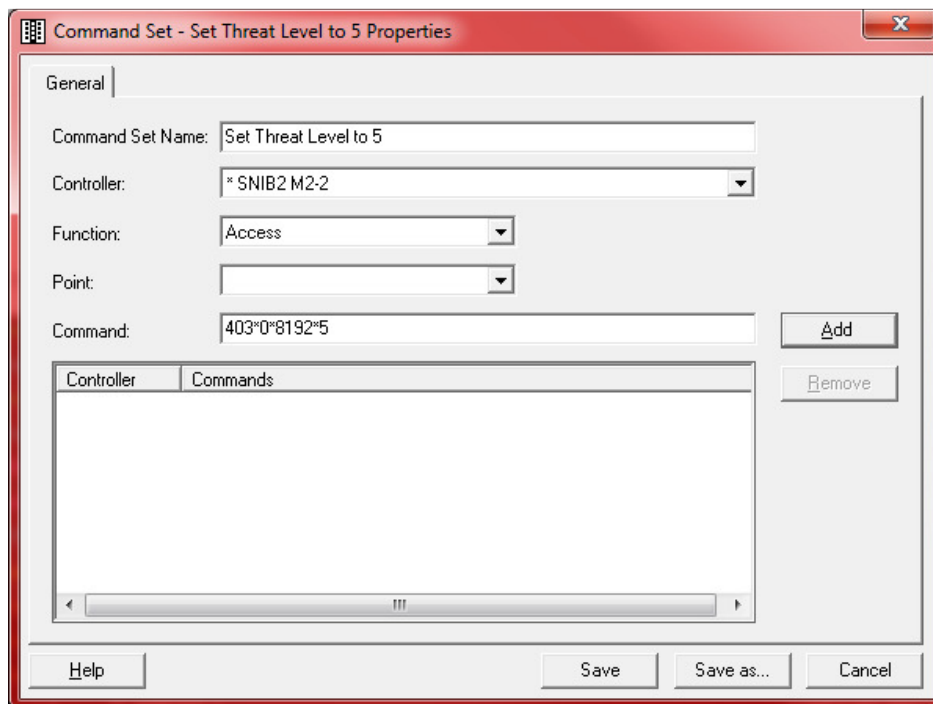 Command Set - Set Threat Level to 5 Properties
General
Command Set Name: Set Threat Level to 5
Controller: * SNIB2 M2-2
Function: Access
Point:
Command: 403*0*8192*5 Add
Controller Commands Remove
Help Save Save as... Cancel